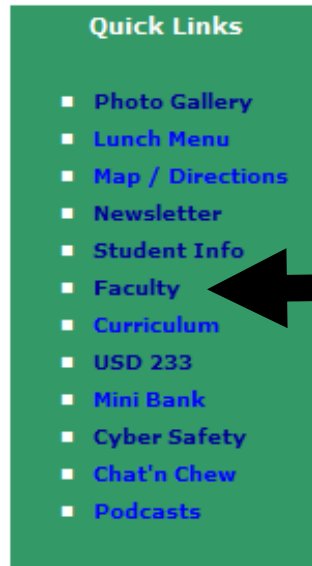 Quick Links
Photo Gallery
Lunch Menu
Map / Directions
Newsletter
Student Info
Faculty
Curriculum
USD 233
Mini Bank
Cyber Safety
Chat'n Chew
Podcasts